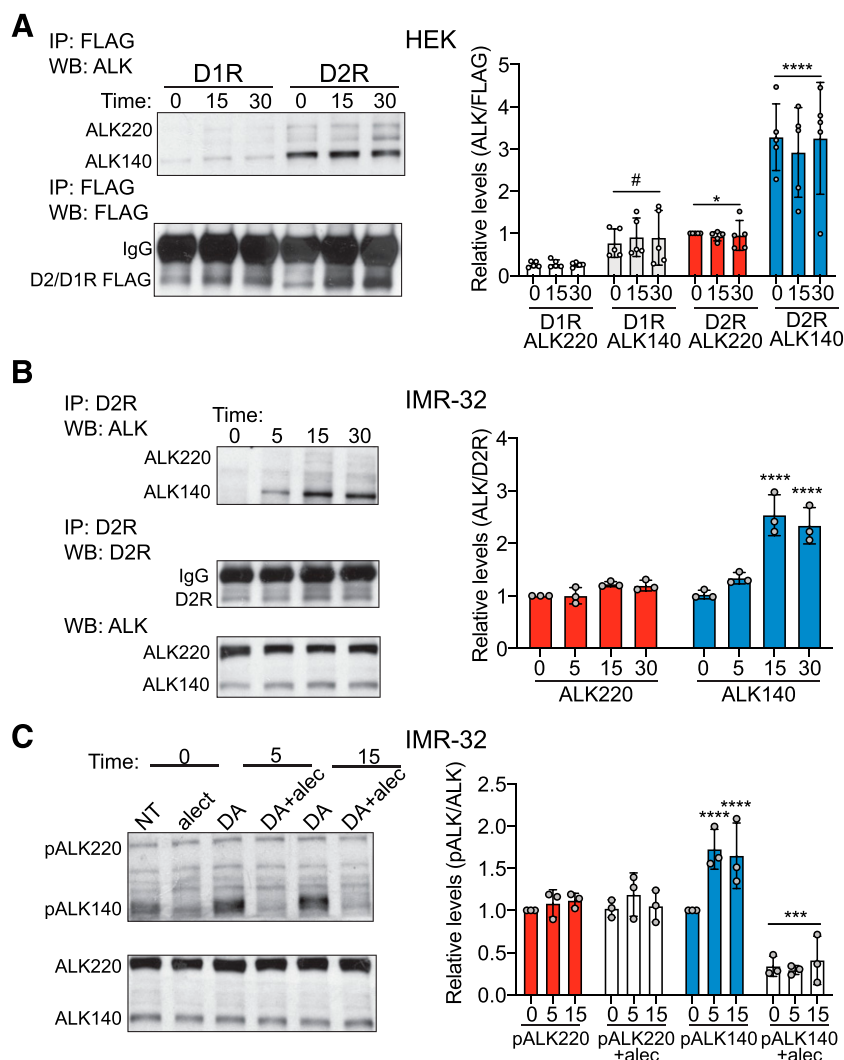 A
IP: FLAG
WB: ALK
D1R D2R
Time: 0 15 30 0 15 30
ALK220
ALK140
IP: FLAG
WB: FLAG
IgG
D2/D1R FLAG
HEK
Relative levels (ALK/FLAG)
5
4
3
2
1
0
#
*
****
0 1530 0 1530 0 1530 0 1530
D1R D1R D2R D2R
ALK220 ALK140 ALK220 ALK140
B
IP: D2R
WB: ALK
Time:
0 5 15 30
ALK220
ALK140
IP: D2R
WB: D2R
IgG
D2R
WB: ALK
ALK220
ALK140
IMR-32
Relative levels (ALK/D2R)
4
3
2
1
0
**** ****
0 5 15 30 0 5 15 30
ALK220 ALK140
C
Time: 0 5 15
NT alect DA DA+alec DA DA+alec
pALK220
pALK140
ALK220
ALK140
IMR-32
Relative levels (pALK/ALK)
2.5
2.0
1.5
1.0
0.5
0.0
**** ****
***
0 5 15 0 5 15 0 5 15 0 5 15
pALK220 pALK220 pALK140 pALK140
+alec +alec